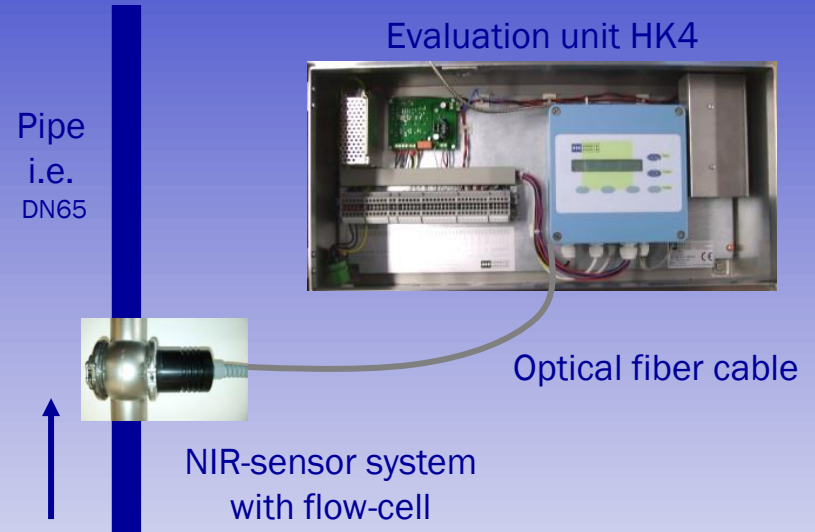 Evaluation unit HK4
Pipe
i.e.
DN65
Optical fiber cable
NIR-sensor system
with flow-cell